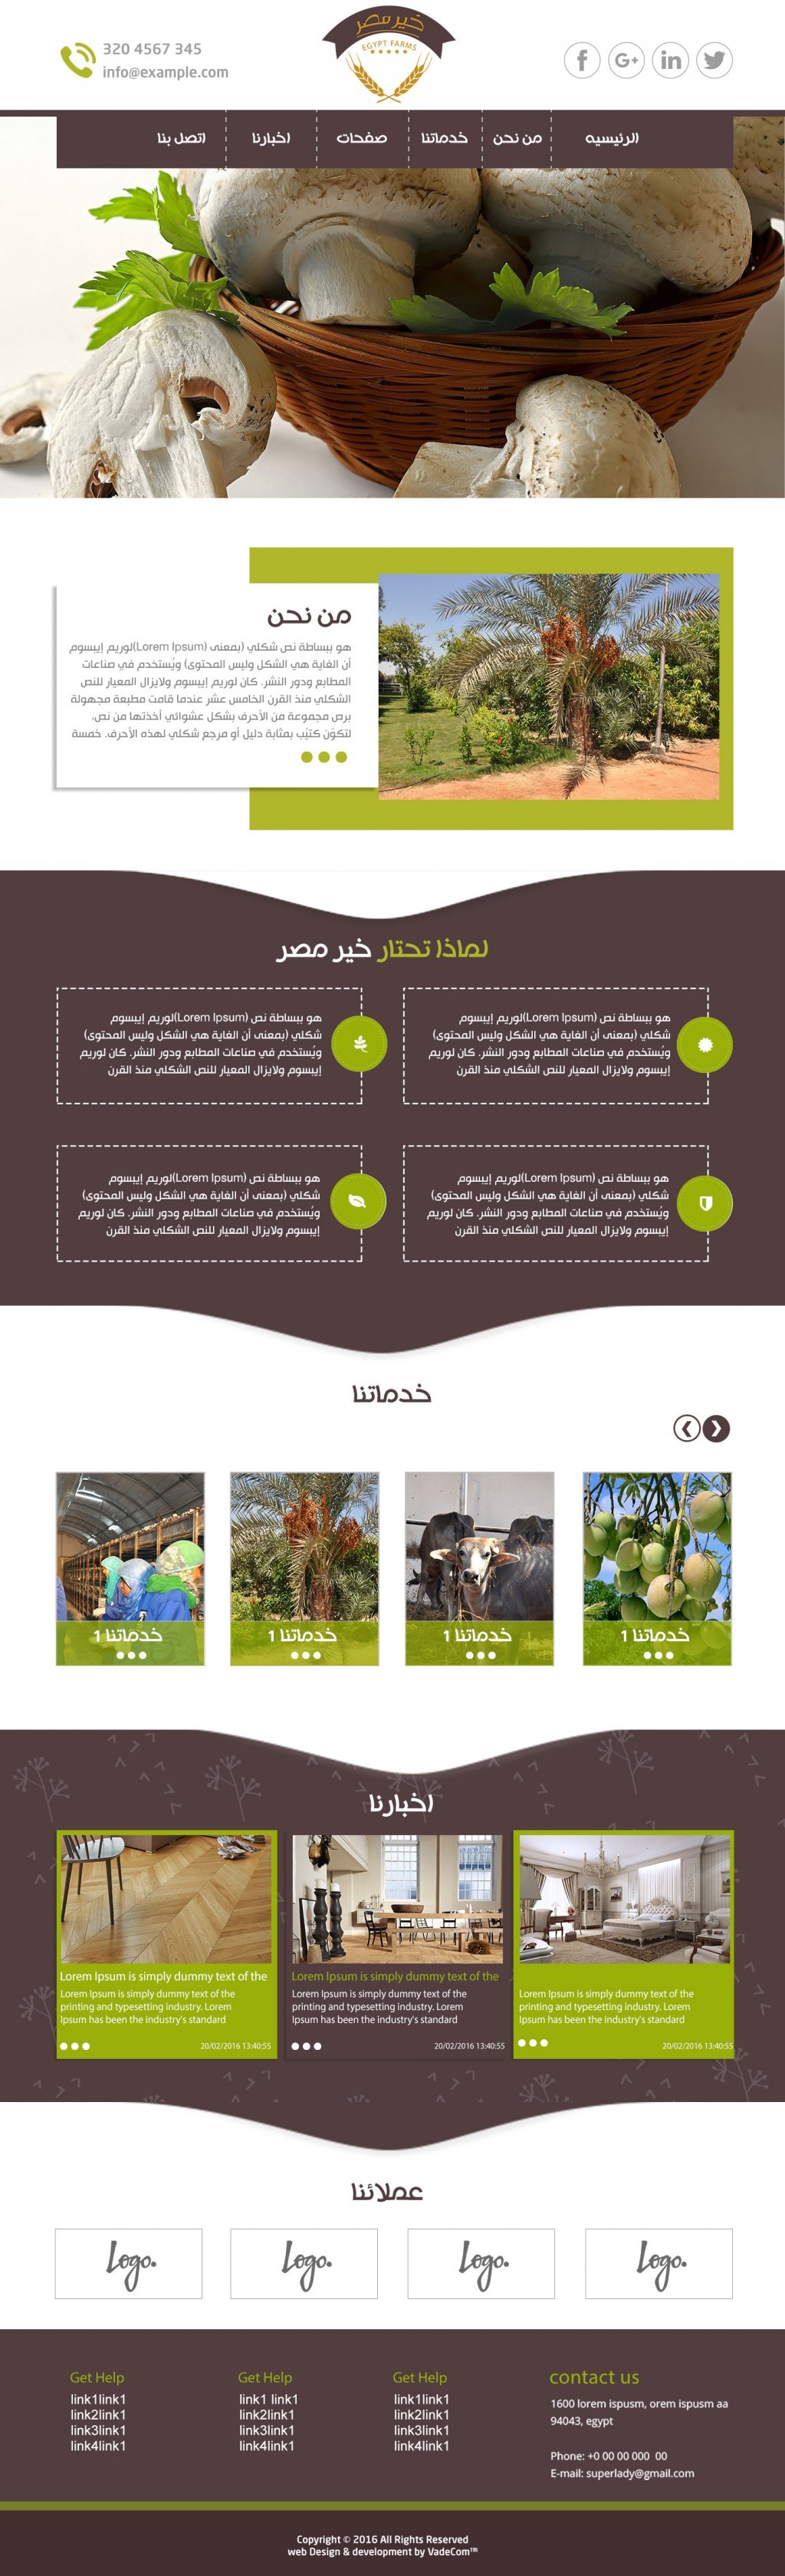 320 4567 345
info@example.com
خير مصر
EGYPT FARMS
الرئيسيه
من نحن
خدماتنا
صفحات
اخبارنا
اتصل بنا
من نحن
هو ببساطة نص شكلي (بمعنى (Lorem Ipsum)لوريم إيبسوم
أن الغاية هي الشكل وليس المحتوى) ويُستخدم في صناعات
المطابع ودور النشر. كان لوريم إيبسوم ولايزال المعيار للنص
الشكلي منذ القرن الخامس عشر عندما قامت مطبعة مجهولة
برص مجموعة من الأحرف بشكل عشوائي أخذتها من نص،
لتكوّن كتيّب بمثابة دليل أو مرجع شكلي لهذه الأحرف. خمسة
لماذا تحتار خير مصر
هو ببساطة نص (Lorem Ipsum)لوريم إيبسوم
شكلي (بمعنى أن الغاية هي الشكل وليس المحتوى)
ويُستخدم في صناعات المطابع ودور النشر. كان لوريم
إيبسوم ولايزال المعيار للنص الشكلي منذ القرن
هو ببساطة نص (Lorem Ipsum)لوريم إيبسوم
شكلي (بمعنى أن الغاية هي الشكل وليس المحتوى)
ويُستخدم في صناعات المطابع ودور النشر. كان لوريم
إيبسوم ولايزال المعيار للنص الشكلي منذ القرن
هو ببساطة نص (Lorem Ipsum)لوريم إيبسوم
شكلي (بمعنى أن الغاية هي الشكل وليس المحتوى)
ويُستخدم في صناعات المطابع ودور النشر. كان لوريم
إيبسوم ولايزال المعيار للنص الشكلي منذ القرن
هو ببساطة نص (Lorem Ipsum)لوريم إيبسوم
شكلي (بمعنى أن الغاية هي الشكل وليس المحتوى)
ويُستخدم في صناعات المطابع ودور النشر. كان لوريم
إيبسوم ولايزال المعيار للنص الشكلي منذ القرن
خدماتنا
خدماتنا 1
خدماتنا 1
خدماتنا 1
خدماتنا 1
اخبارنا
Lorem Ipsum is simply dummy text of the
Lorem Ipsum is simply dummy text of the
printing and typesetting industry. Lorem
Ipsum has been the industry's standard
20/02/2016 13:40:55
Lorem Ipsum is simply dummy text of the
Lorem Ipsum is simply dummy text of the
printing and typesetting industry. Lorem
Ipsum has been the industry's standard
20/02/2016 13:40:55
Lorem Ipsum is simply dummy text of the
printing and typesetting industry. Lorem
Ipsum has been the industry's standard
20/02/2016 13:40:55
عملائنا
Logo.
Logo.
Logo.
Logo.
Get Help
link1link1
link2link1
link3link1
link4link1
Get Help
link1 link1
link2link1
link3link1
link4link1
Get Help
link1link1
link2link1
link3link1
link4link1
contact us
1600 lorem ispusm, orem ispusm aa
94043, egypt
Phone: +0 00 00 000 00
E-mail: superlady@gmail.com
Copyright © 2016 All Rights Reserved
web Design & development by VadeCom™